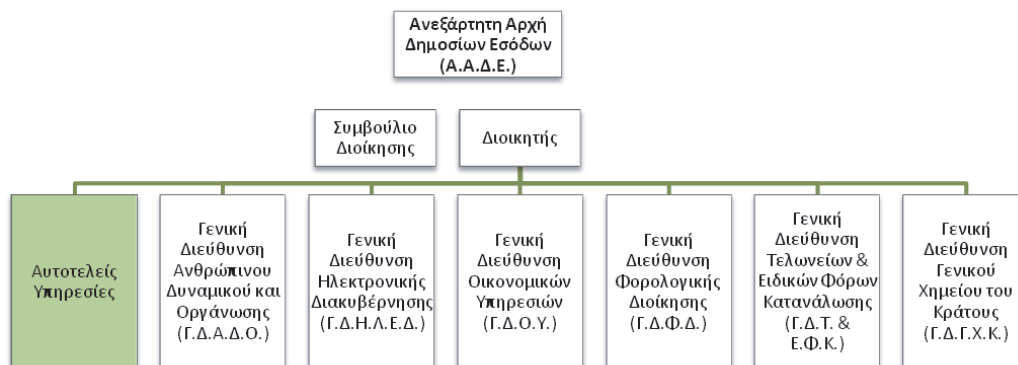 Ανεξάρτητη Αρχή
Δημοσίων Εσόδων
(Α.Α.Δ.Ε.)
Συμβούλιο
Διοίκησης
Διοικητής
Αυτοτελείς
Υπηρεσίες
Γενική
Διεύθυνση
Ανθρώπινου
Δυναμικού και
Οργάνωσης
(Γ.Δ.Α.Δ.Ο.)
Γενική
Διεύθυνση
Ηλεκτρονικής
Διακυβέρνησης
(Γ.Δ.Η.Λ.Ε.Δ.)
Γενική
Διεύθυνση
Οικονομικών
Υπηρεσιών
(Γ.Δ.Ο.Υ.)
Γενική
Διεύθυνση
Φορολογικής
Διοίκησης
(Γ.Δ.Φ.Δ.)
Γενική
Διεύθυνση
Τελωνείων &
Ειδικών Φόρων
Κατανάλωσης
(Γ.Δ.Τ. &
Ε.Φ.Κ.)
Γενική
Διεύθυνση
Γενικού
Χημείου του
Κράτους
(Γ.Δ.Γ.Χ.Κ.)